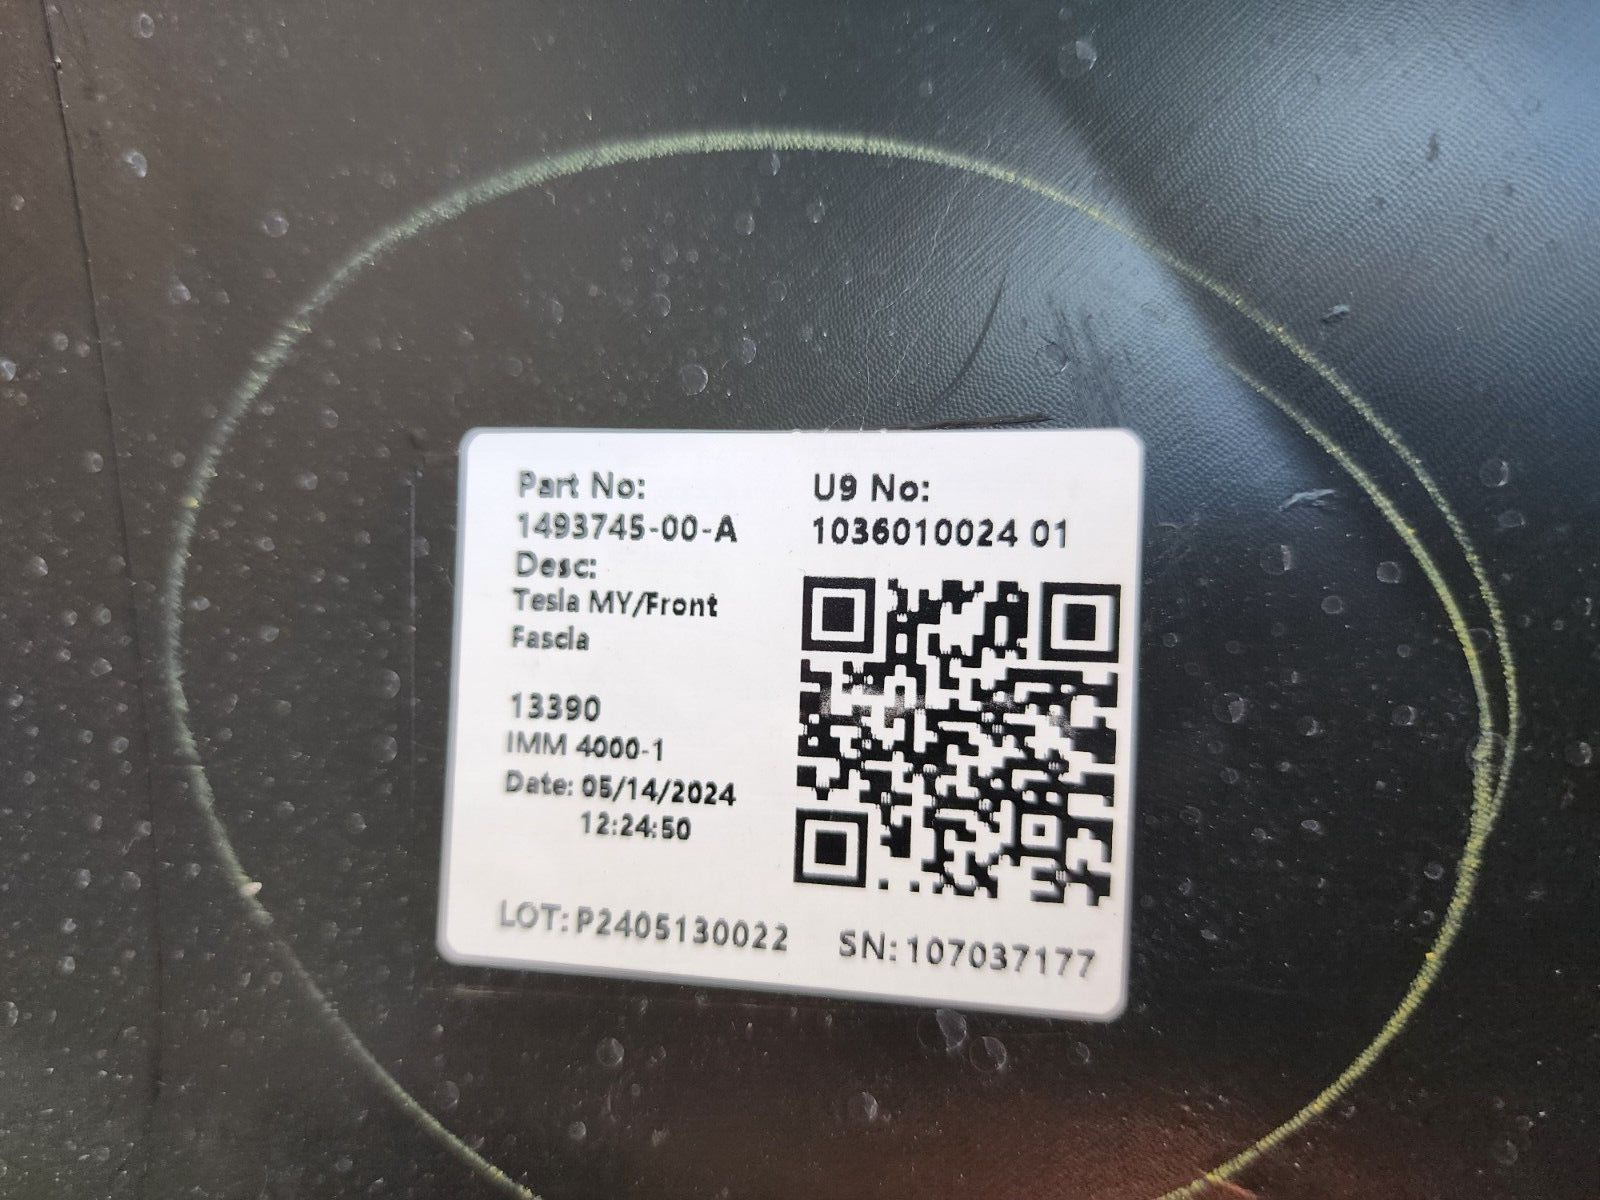 Part No:
1493745-00-A
Desc:
Tesla MY/Front
Fascia
13390
IMM 4000-1
Date: 05/14/2024
12:24:50
U9 No:
1036010024 01
LOT: P2405130022
SN: 107037177